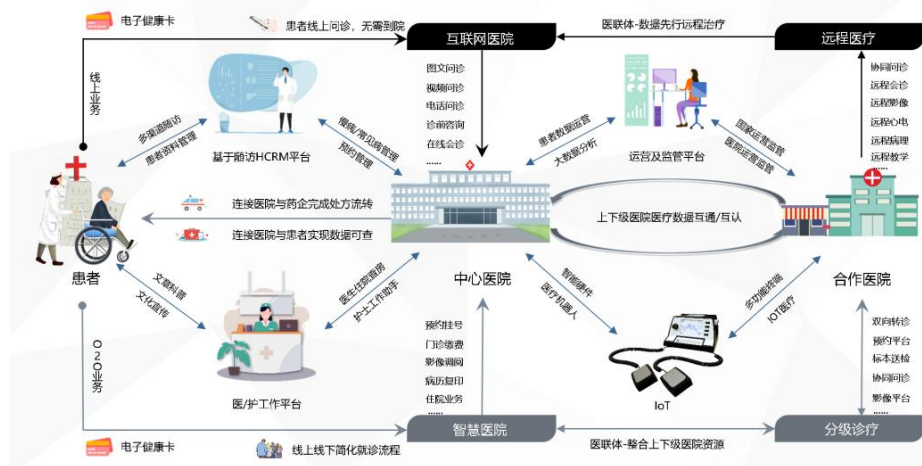 电子健康卡
患者线上问诊，无需到院
互联网医院
医联体-数据先行远程治疗
远程医疗
线上业务
图文问诊
视频问诊
电话问诊
诊前咨询
在线会诊
......
协同问诊
远程会诊
远程影像
远程心电
远程病理
远程教学
......
多渠道随访
患者资料管理
基于随访HCRM平台
慢病/常见病管理
预约管理
患者数据运营
大数据分析
运营及监管平台
国家运营监管
医院运营监管
连接医院与药企完成处方流转
连接医院与患者实现数据可查
上下级医院医疗数据互通/互认
患者
中心医院
合作医院
文章科普
文化宣传
医生住院查房
护士工作助手
智能硬件
医疗机器人
多功能终端
IOT医疗
O2O业务
医/护工作平台
预约挂号
门诊缴费
影像调阅
病历复印
住院业务
......
IoT
双向转诊
预约平台
标本送检
协同问诊
影像平台
......
电子健康卡
线上线下简化就诊流程
智慧医院
医联体-整合上下级医院资源
分级诊疗